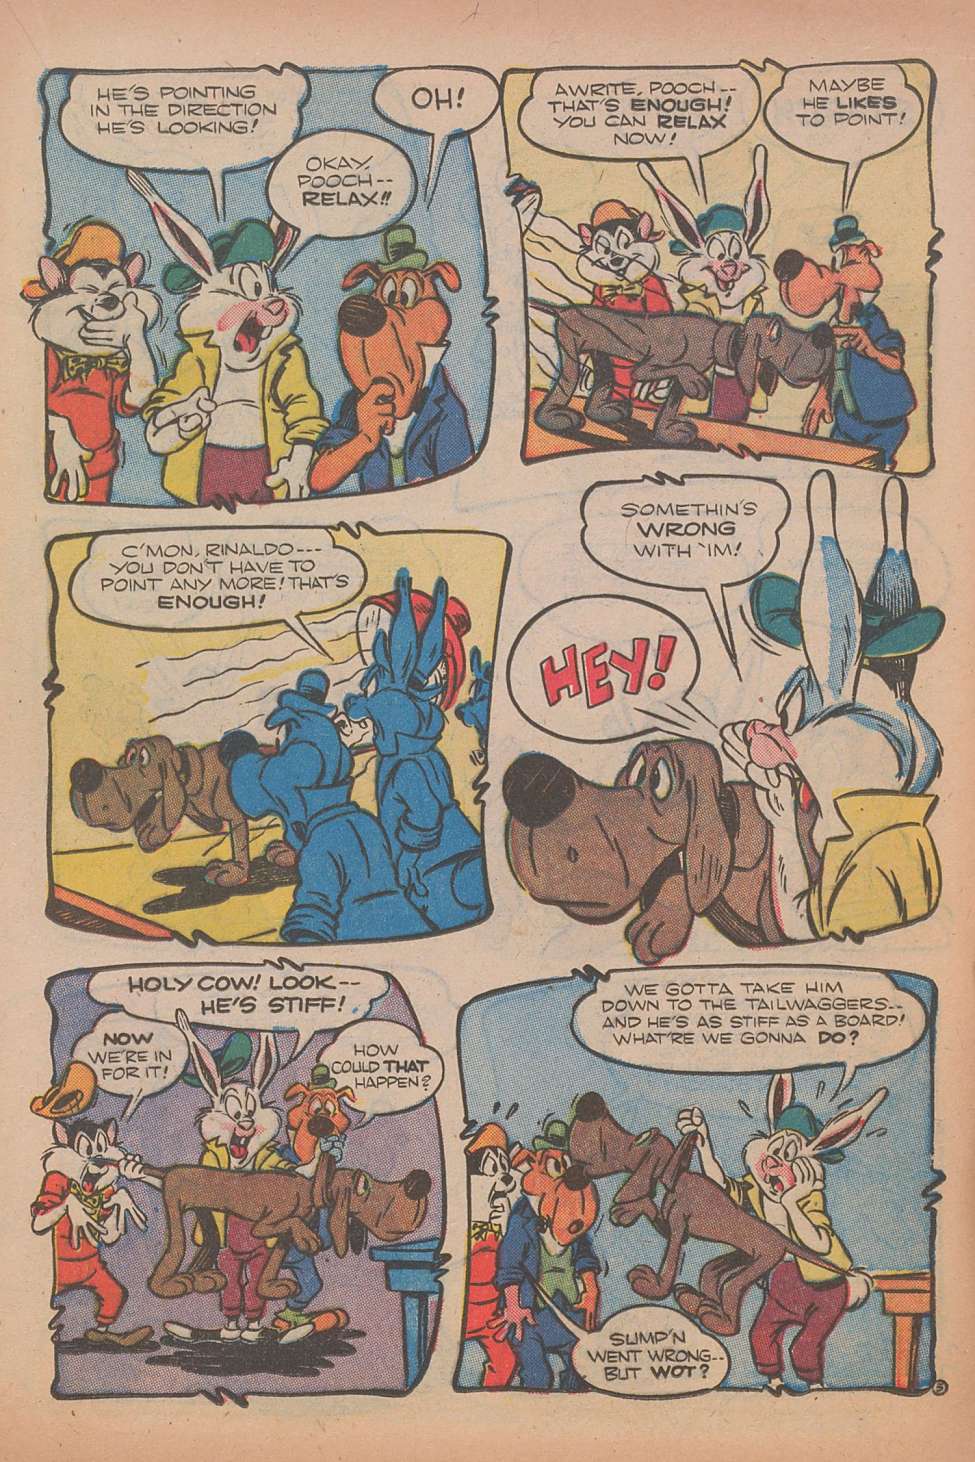 HE'S POINTING
IN THE DIRECTION
HE'S LOOKING!
OH!
OKAY,
POOCH--
RELAX!!
AWRITE, POOCH--
THAT'S ENOUGH!
YOU CAN RELAX
NOW!
MAYBE
HE LIKES
TO POINT!
C'MON, RINALDO---
YOU DON'T HAVE TO
POINT ANY MORE! THAT'S
ENOUGH!
SOMETHIN'S
WRONG
WITH 'IM!
HEY!
HOLY COW! LOOK--
HE'S STIFF!
NOW
WE'RE IN
FOR IT!
HOW
COULD THAT
HAPPEN?
WE GOTTA TAKE HIM
DOWN TO THE TAILWAGGERS--
AND HE'S AS STIFF AS A BOARD!
WHAT'RE WE GONNA DO?
SUMP'N
WENT WRONG--
BUT WOT?
3